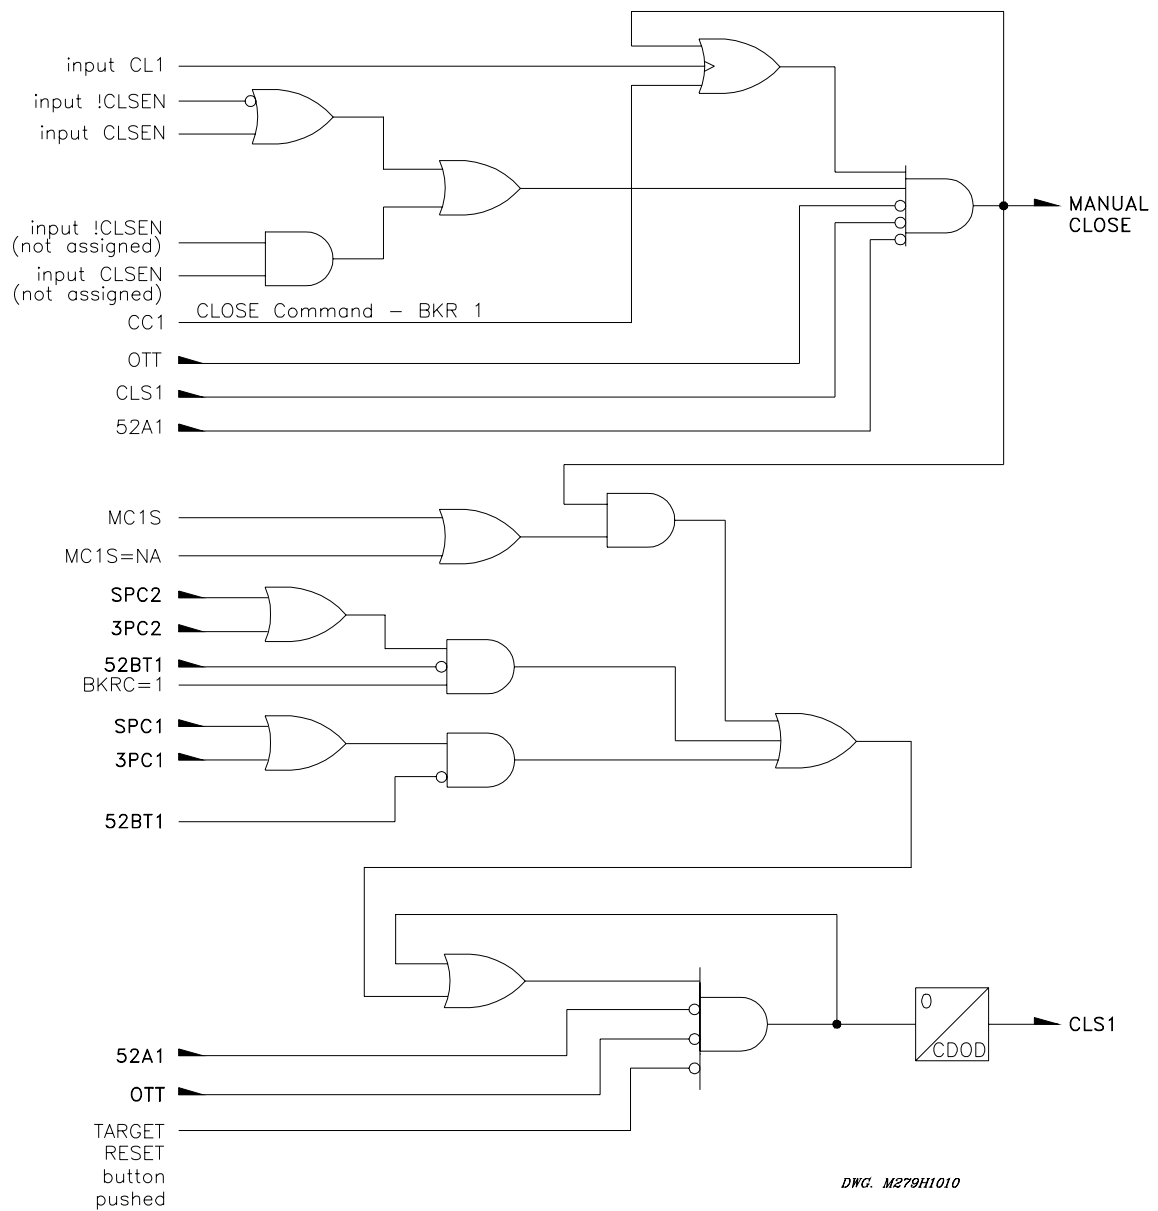 input CL1
input !CLSEN
input CLSEN
input !CLSEN
(not assigned)
input CLSEN
(not assigned)
CLOSE Command - BKR 1
CC1
OTT
CLS1
52A1
MANUAL
CLOSE
MC1S
MC1S=NA
SPC2
3PC2
52BT1
BKRC=1
SPC1
3PC1
52BT1
0
CDOD
CLS1
52A1
OTT
TARGET
RESET
button
pushed
DWG. M279H1010